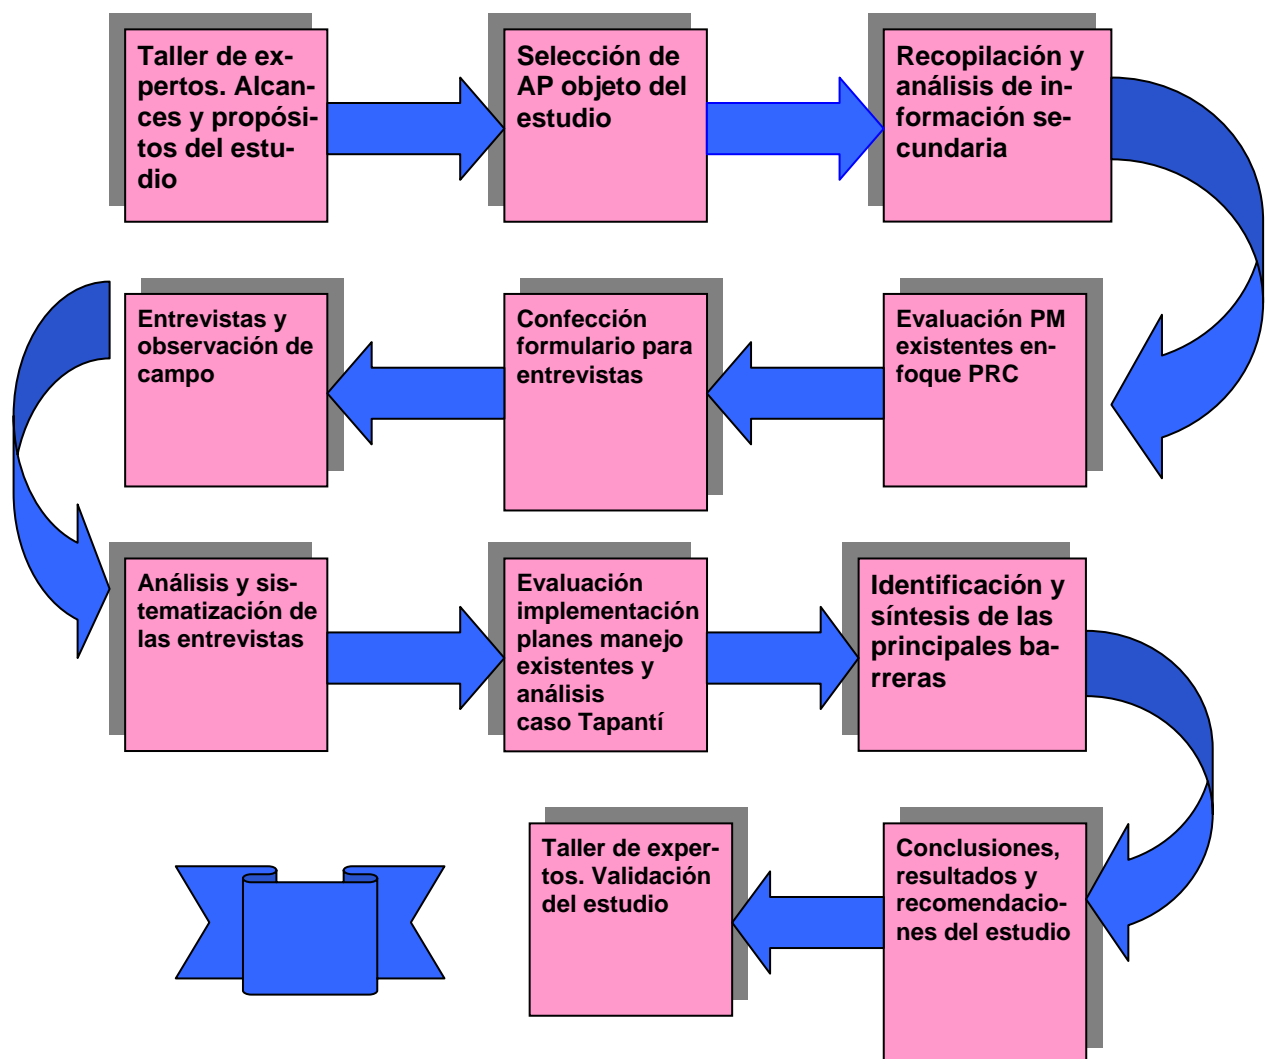 Taller de ex-
pertos. Alcan-
ces y propósi-
tos del estu-
dio
Selección de
AP objeto del
estudio
Recopilación y
análisis de in-
formación se-
cundaria
Evaluación PM
existentes en-
foque PRC
Confección
formulario para
entrevistas
Entrevistas y
observación de
campo
Análisis y sis-
tematización de
las entrevistas
Evaluación
implementación
planes manejo
existentes y
análisis
caso Tapantí
Identificación y
síntesis de las
principales ba-
rreras
Conclusiones,
resultados y
recomendacio-
nes del estudio
Taller de exper-
tos. Validación
del estudio